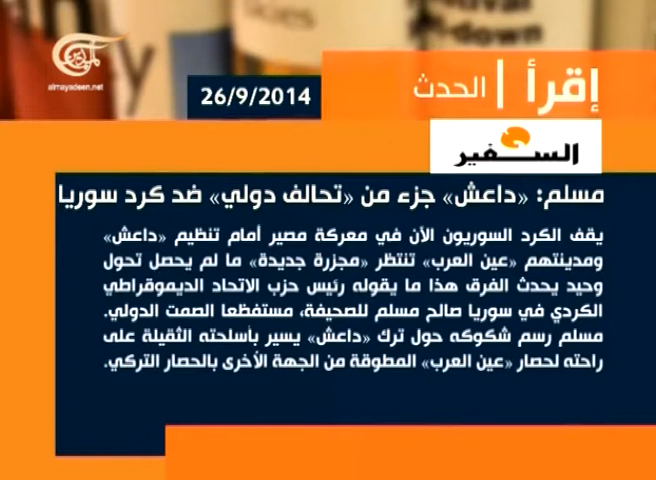 الميادين
almayadeen.net
إقرأ | الحدث
26/9/2014
السفير
مسلم: «داعش» جزء من «تحالف دولي» ضد كرد سوريا
يقف الكرد السوريون الآن في معركة مصير أمام تنظيم «داعش»
ومدينتهم «عين العرب» تنتظر «مجزرة جديدة» ما لم يحصل تحول
وحيد يحدث الفرق هذا ما يقوله رئيس حزب الاتحاد الديموقراطي
الكردي في سوريا صالح مسلم للصحيفة، مستفظعا الصمت الدولي.
مسلم رسم شكوكه حول ترك «داعش» يسير بأسلحته الثقيلة على
راحته لحصار «عين العرب» المطوقة من الجهة الأخرى بالحصار التركي.